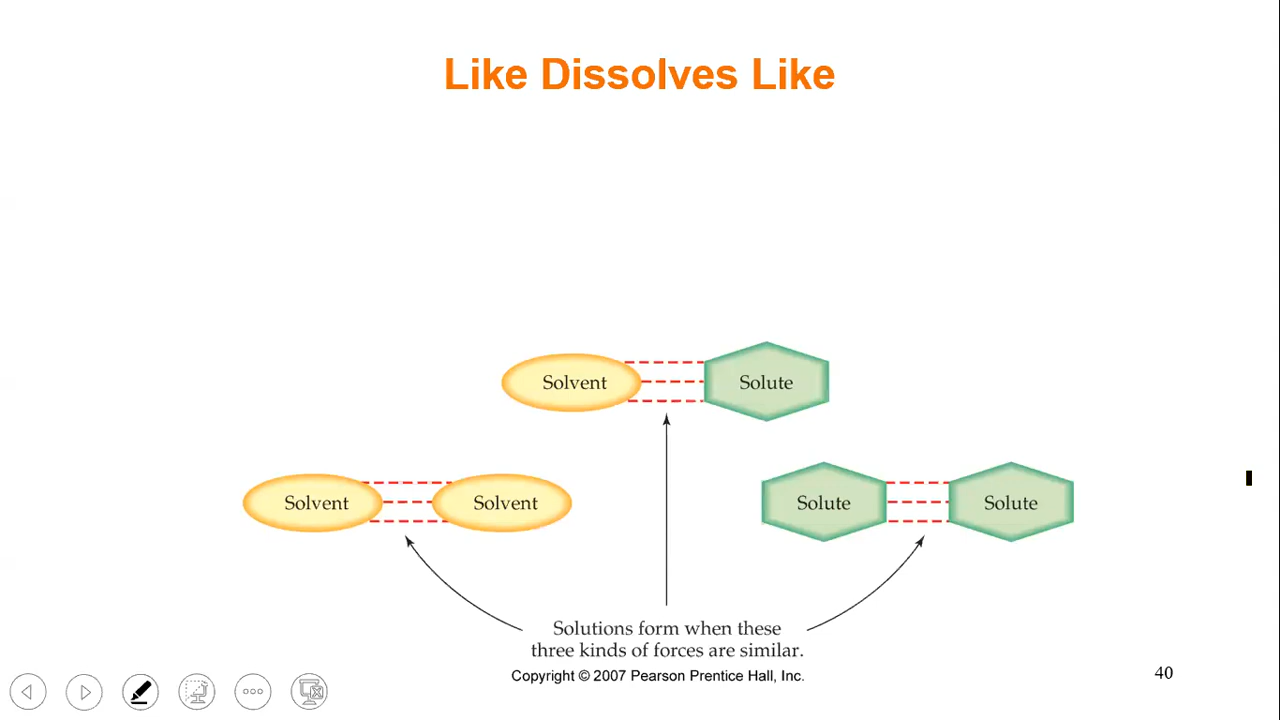 Like Dissolves Like
Solvent
Solute
Solvent
Solvent
Solute
Solute
Solutions form when these
three kinds of forces are similar.
Copyright © 2007 Pearson Prentice Hall, Inc.
40